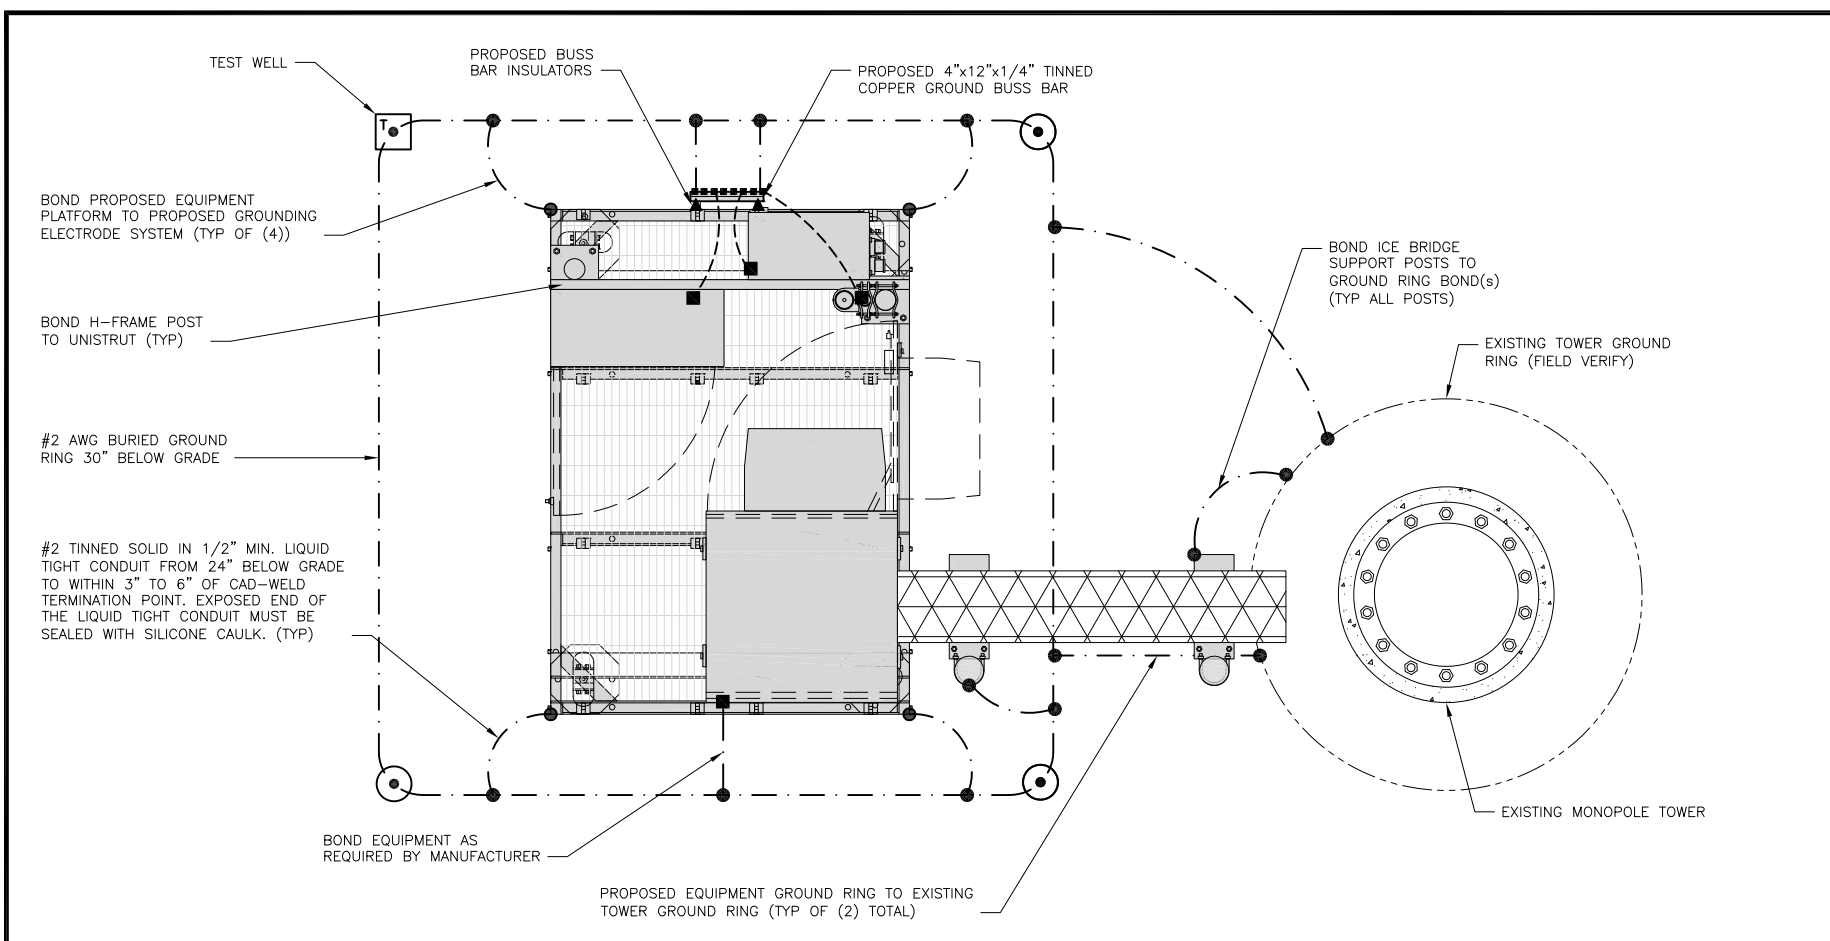 TEST WELL
PROPOSED BUSS
BAR INSULATORS
PROPOSED 4"x12"x1/4" TINNED
COPPER GROUND BUSS BAR
T
BOND PROPOSED EQUIPMENT
PLATFORM TO PROPOSED GROUNDING
ELECTRODE SYSTEM (TYP OF (4))
BOND ICE BRIDGE
SUPPORT POSTS TO
GROUND RING BOND(s)
(TYP ALL POSTS)
BOND H-FRAME POST
TO UNISTRUT (TYP)
EXISTING TOWER GROUND
RING (FIELD VERIFY)
#2 AWG BURIED GROUND
RING 30" BELOW GRADE
#2 TINNED SOLID IN 1/2" MIN. LIQUID
TIGHT CONDUIT FROM 24" BELOW GRADE
TO WITHIN 3" TO 6" OF CAD-WELD
TERMINATION POINT. EXPOSED END OF
THE LIQUID TIGHT CONDUIT MUST BE
SEALED WITH SILICONE CAULK. (TYP)
EXISTING MONOPOLE TOWER
BOND EQUIPMENT AS
REQUIRED BY MANUFACTURER
PROPOSED EQUIPMENT GROUND RING TO EXISTING
TOWER GROUND RING (TYP OF (2) TOTAL)